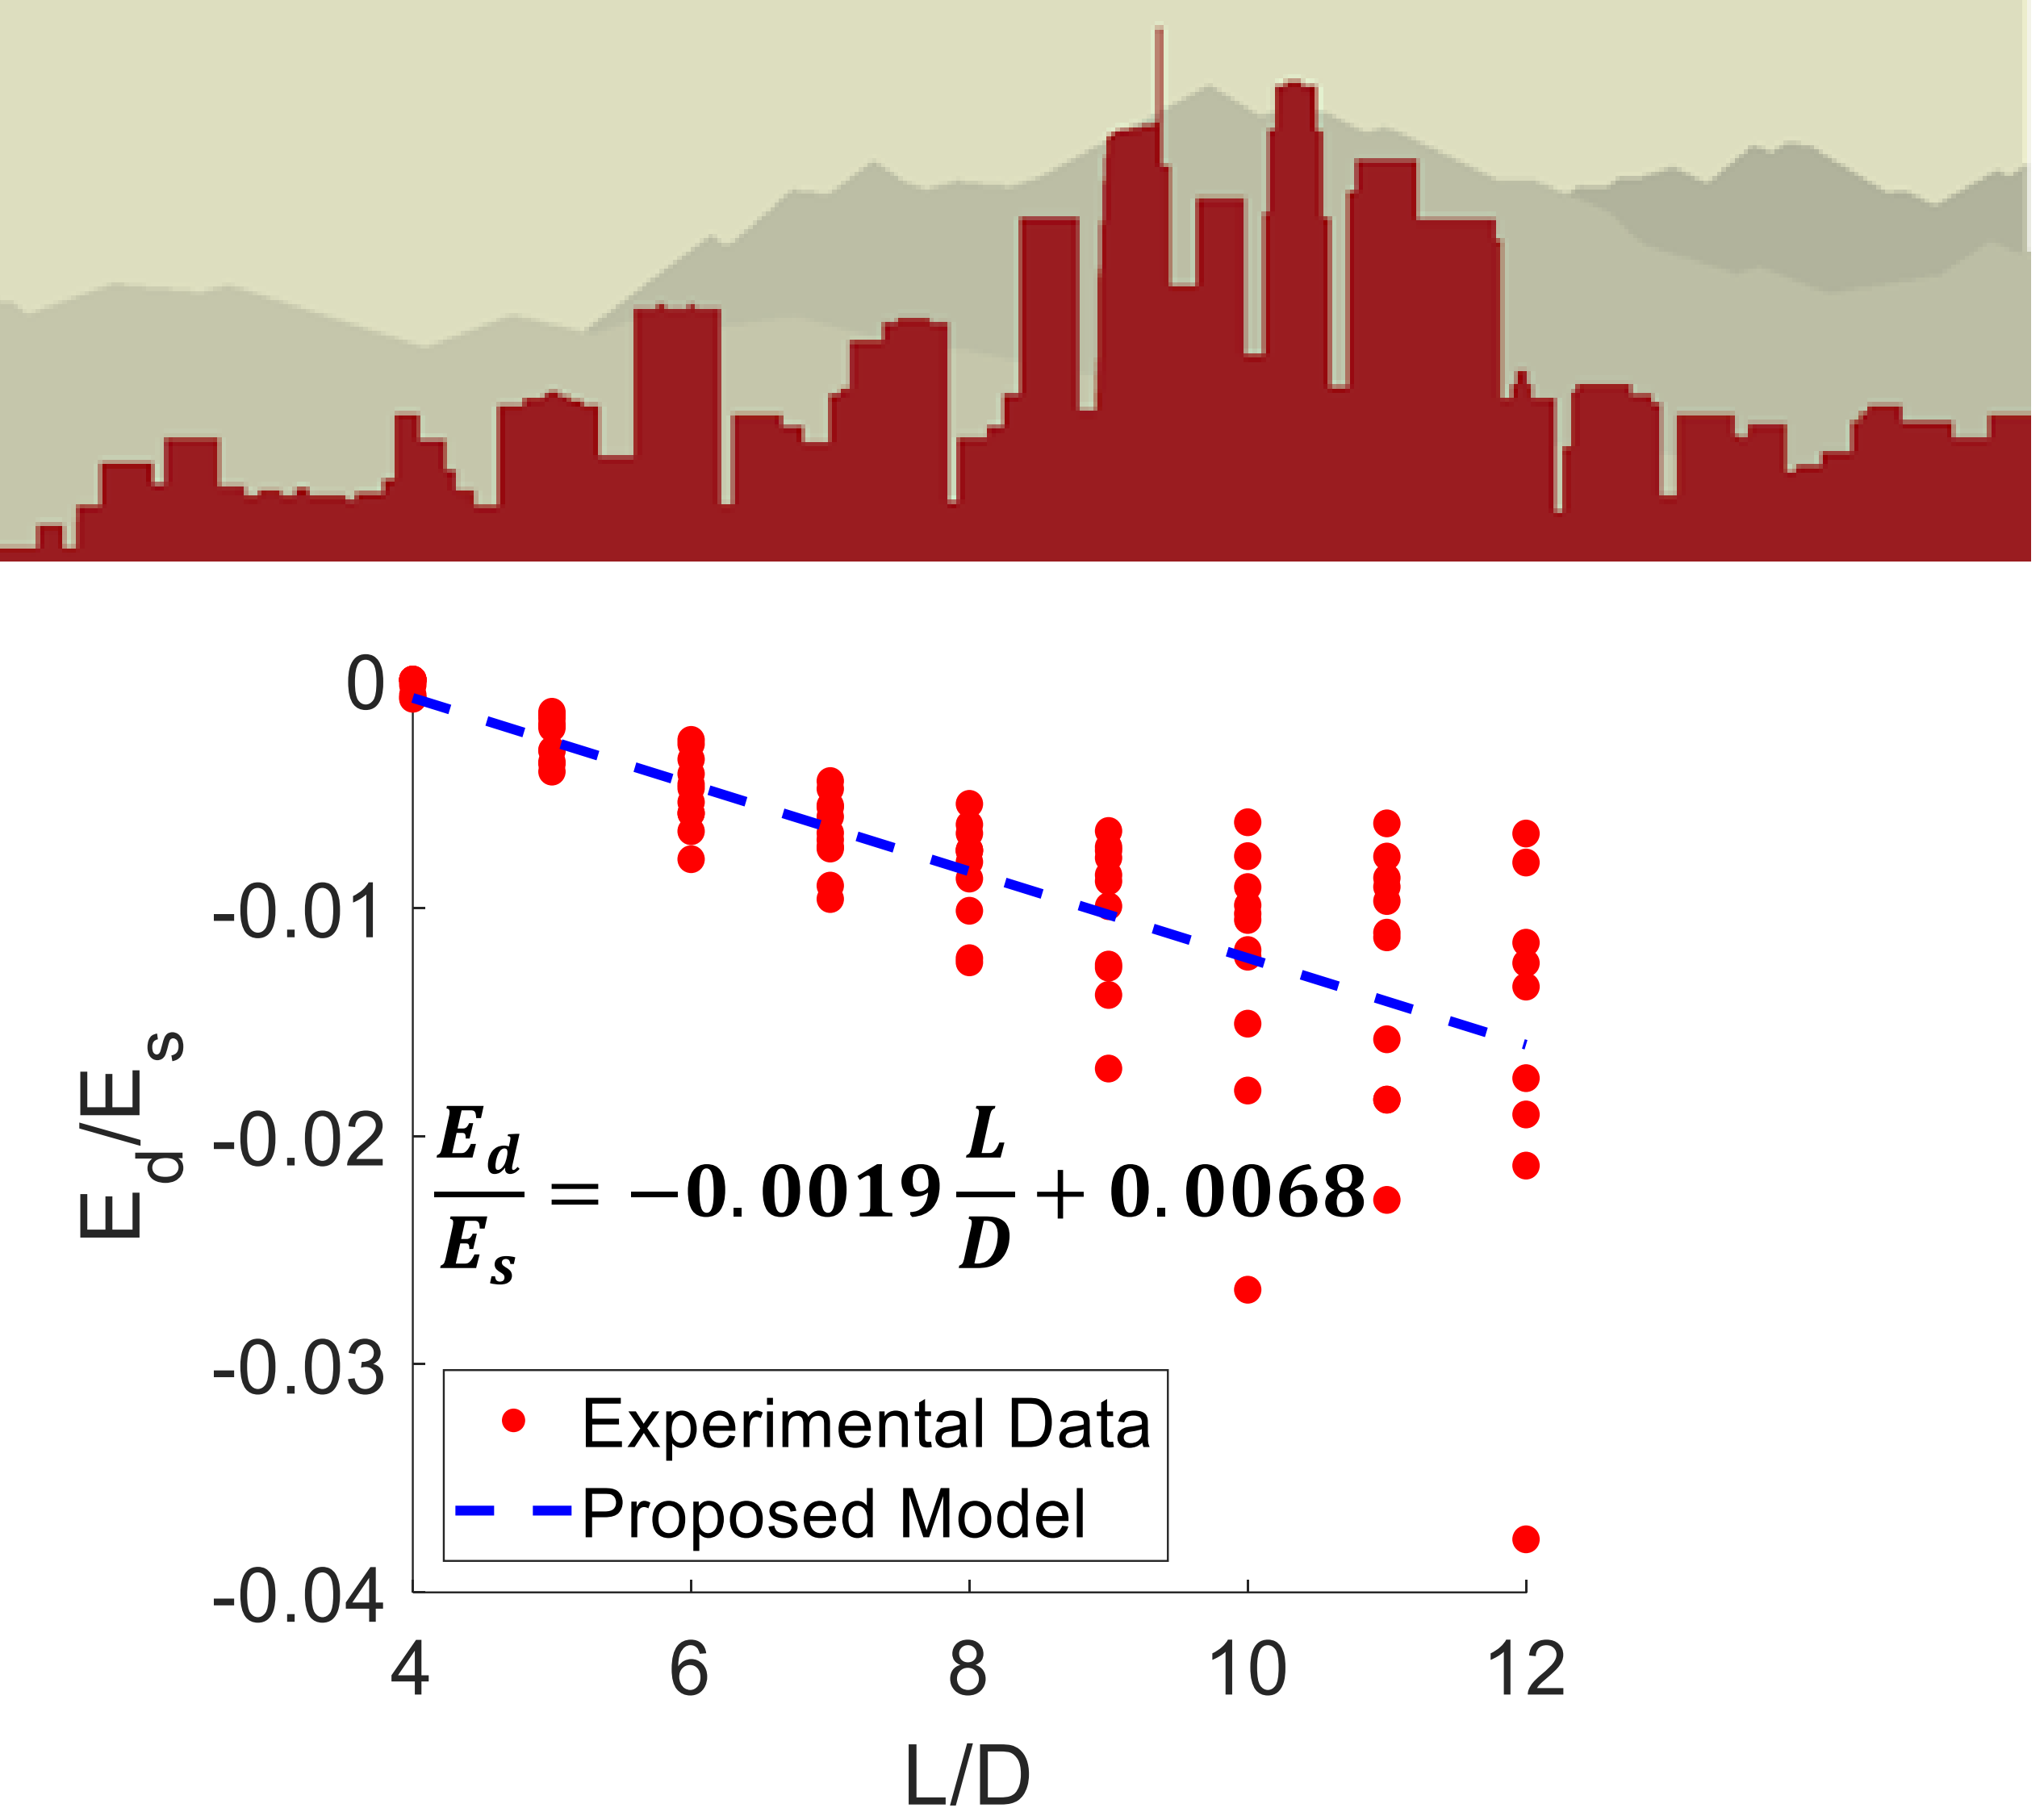 0
-0.01
-0.02
-0.03
-0.04
E_d/E_s
E_d/E_s = −0.0019 L/D + 0.0068
Experimental Data
Proposed Model
4 6 8 10 12
L/D